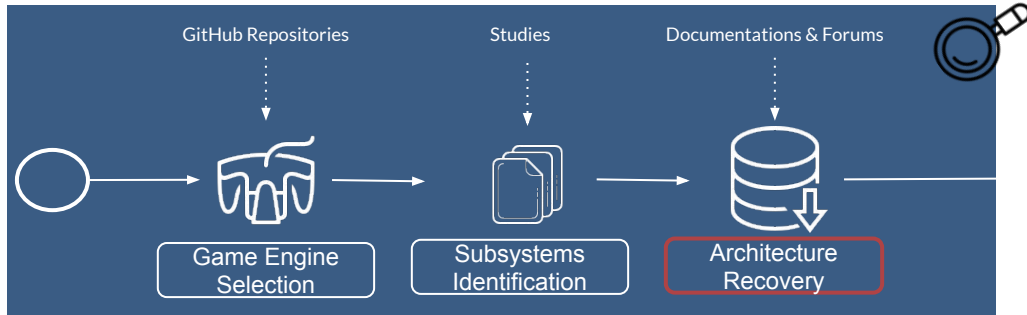 GitHub Repositories
Studies
Documentations & Forums
Game Engine
Selection
Subsystems
Identification
Architecture
Recovery